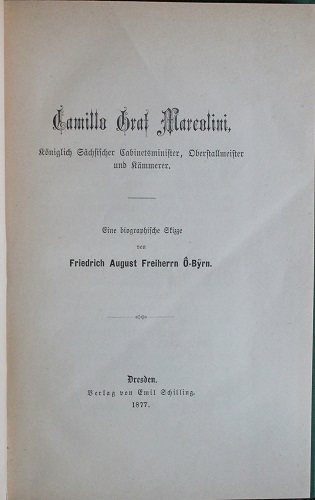 Camillo Graf Marcolini,
Königlich Sächsischer Cabinetsminister, Oberstallmeister
und Kämmerer.
Eine biographische Skizze
von
Friedrich August Freiherrn Ô-Bÿrn.
Dresden.
Verlag von Emil Schilling.
1877.